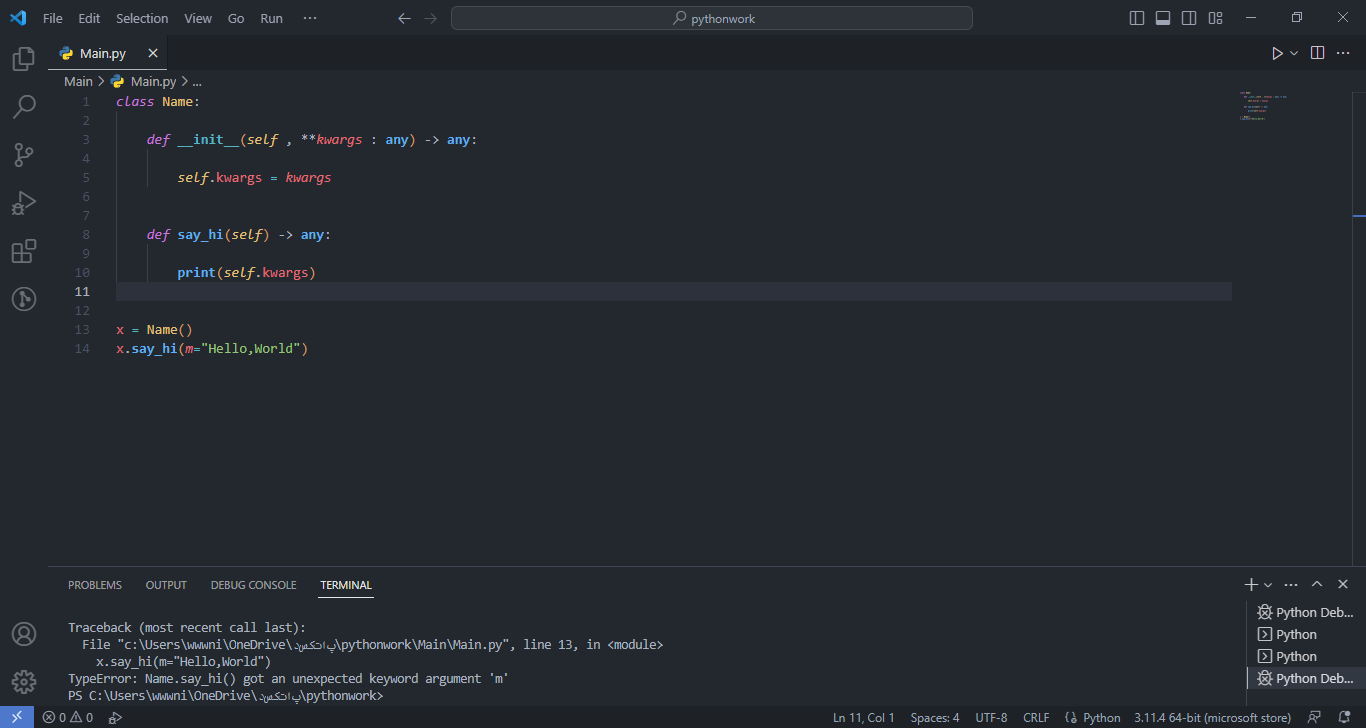 File Edit Selection View Go Run ···
pythonwork
Main.py
Main > Main.py > ...
1 class Name:
2
3 def __init__(self , **kwargs : any) -> any:
4
5 self.kwargs = kwargs
6
7
8 def say_hi(self) -> any:
9
10 print(self.kwargs)
11
12
13 x = Name()
14 x.say_hi(m="Hello,World")
PROBLEMS OUTPUT DEBUG CONSOLE TERMINAL
Traceback (most recent call last):
File "c:\Users\wwwni\OneDrive\دسکتاپ\pythonwork\Main\Main.py", line 13, in <module>
x.say_hi(m="Hello,World")
TypeError: Name.say_hi() got an unexpected keyword argument 'm'
PS C:\Users\wwwni\OneDrive\دسکتاپ\pythonwork>
Python Deb...
Python
Python
Python Deb...
0 0 Ln 11, Col 1 Spaces: 4 UTF-8 CRLF Python 3.11.4 64-bit (microsoft store)